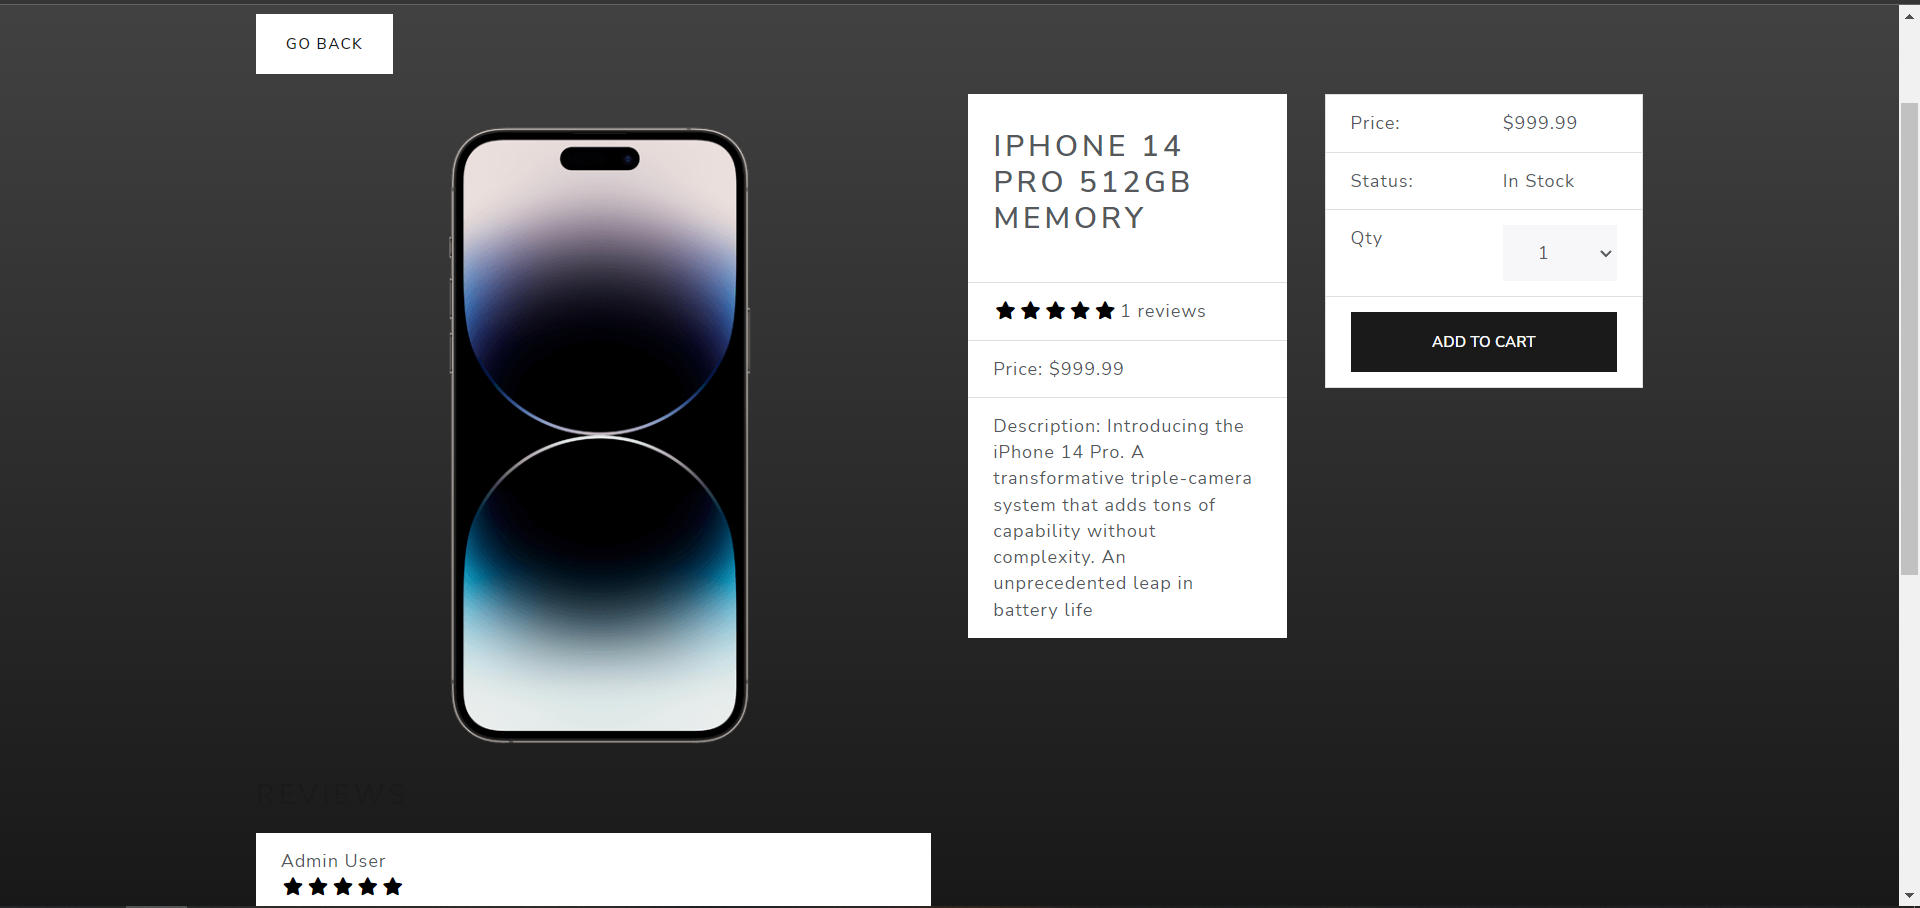 GO BACK
IPHONE 14
PRO 512GB
MEMORY
1 reviews
Price: $999.99
Description: Introducing the
iPhone 14 Pro. A
transformative triple-camera
system that adds tons of
capability without
complexity. An
unprecedented leap in
battery life
Price: $999.99
Status: In Stock
Qty 1
ADD TO CART
REVIEWS
Admin User